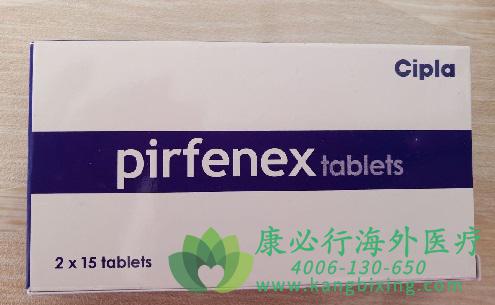 Cipla
pirfenex tablets
2 x 15 tablets
康必行海外医疗
4006-130-650
www.kangbixing.com